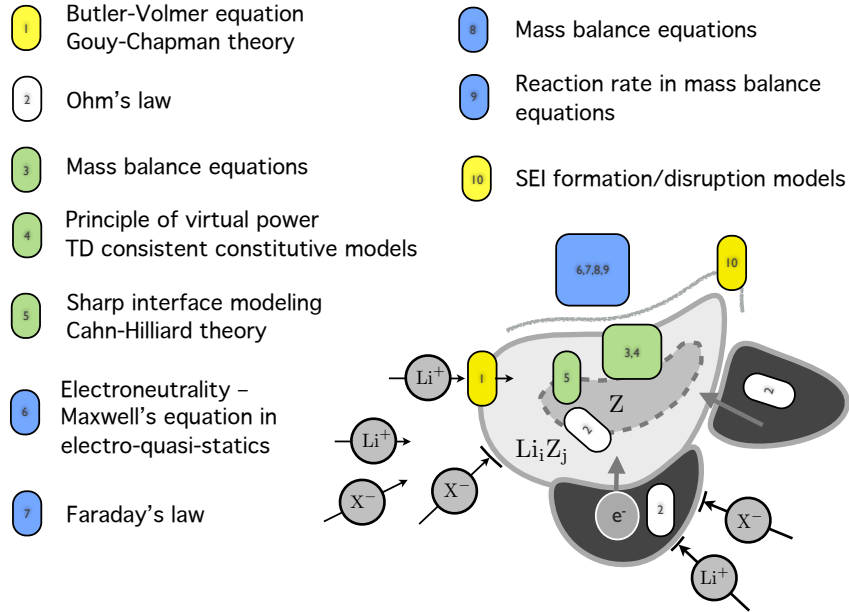 1
Butler-Volmer equation
Gouy-Chapman theory
2
Ohm's law
3
Mass balance equations
4
Principle of virtual power
TD consistent constitutive models
5
Sharp interface modeling
Cahn-Hilliard theory
6
Electroneutrality –
Maxwell's equation in
electro-quasi-statics
7
Faraday's law
8
Mass balance equations
9
Reaction rate in mass balance
equations
10
SEI formation/disruption models
6,7,8,9
10
3,4
Li⁺
1
5
2
Z
2
Li⁺
LiᵢZⱼ
X⁻
X⁻
e⁻
2
X⁻
Li⁺